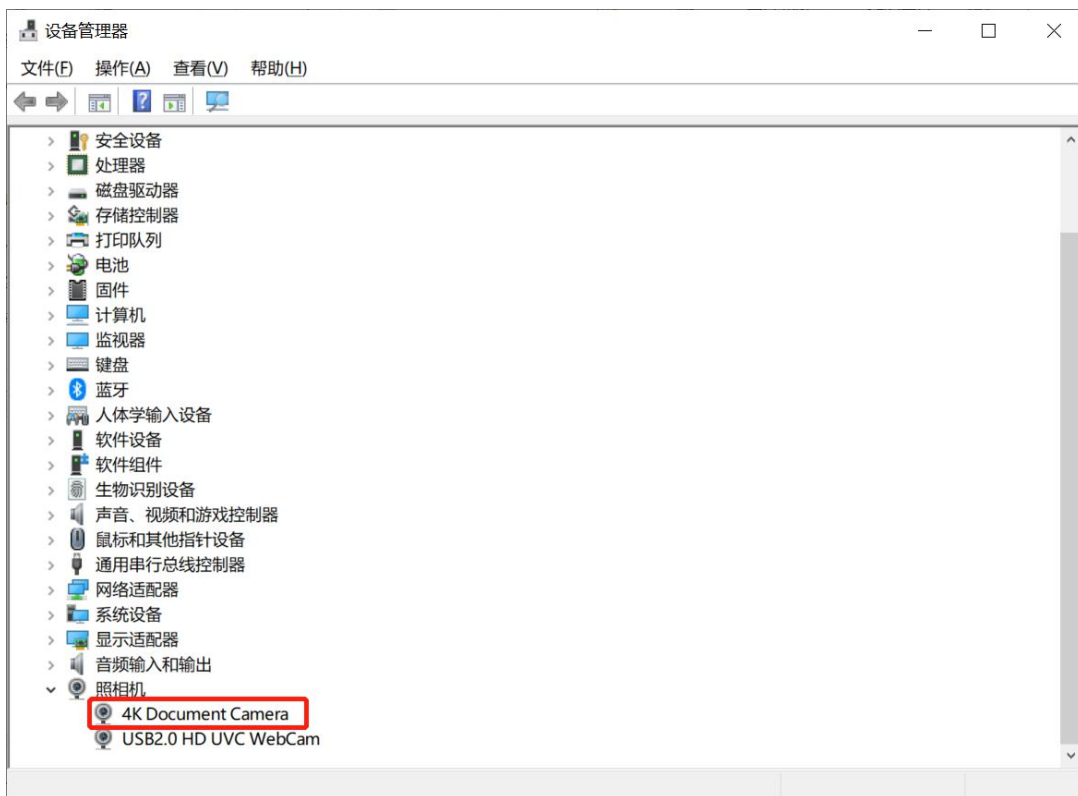 设备管理器
文件(F) 操作(A) 查看(V) 帮助(H)
安全设备
处理器
磁盘驱动器
存储控制器
打印队列
电池
固件
计算机
监视器
键盘
蓝牙
人体学输入设备
软件设备
软件组件
生物识别设备
声音、视频和游戏控制器
鼠标和其他指针设备
通用串行总线控制器
网络适配器
系统设备
显示适配器
音频输入和输出
照相机
4K Document Camera
USB2.0 HD UVC WebCam